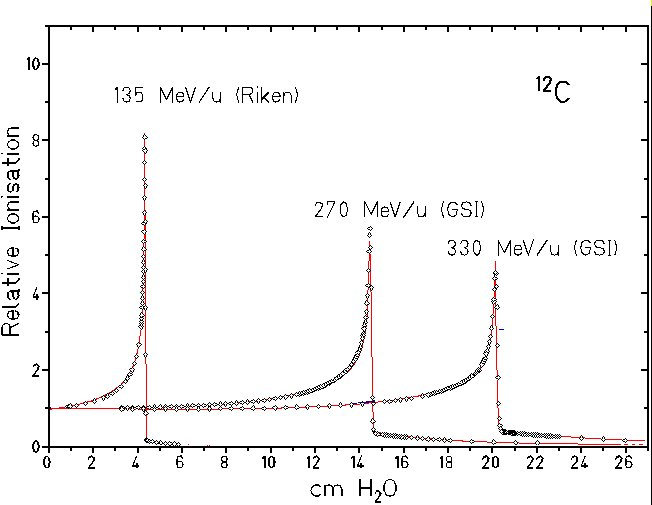 10
8
6
4
2
0
Relative Ionisation
135 MeV/u (Riken)
¹²C
270 MeV/u (GSI)
330 MeV/u (GSI)
0 2 4 6 8 10 12 14 16 18 20 22 24 26
cm H₂O